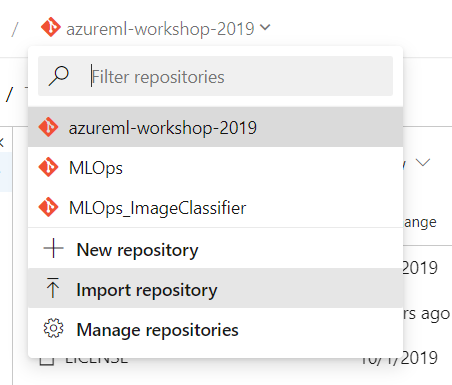 / azureml-workshop-2019
Filter repositories
/
azureml-workshop-2019
MLOps
MLOps_ImageClassifier
ange
New repository
2019
Import repository
rs ago
Manage repositories
LICENSE 10/1/2019